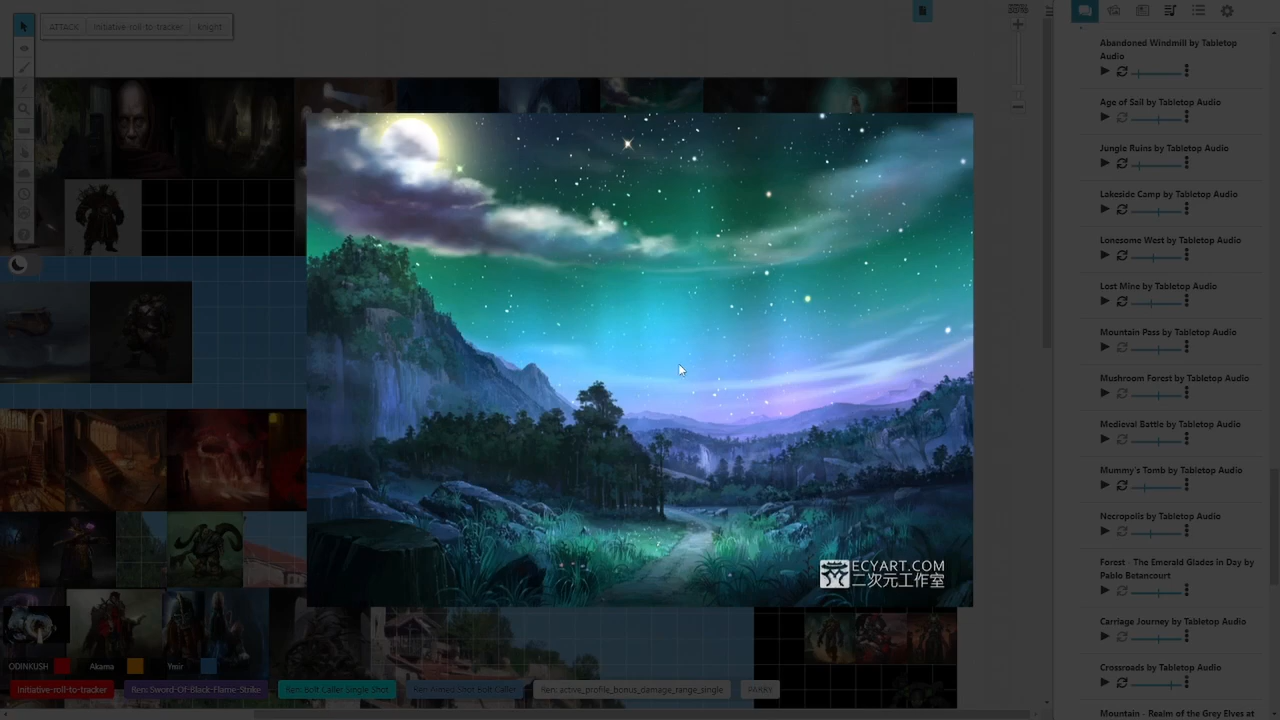 ATTACK
initiative-roll-to-tracker
knight
Abandoned Windmill by Tabletop
Audio
Age of Sail by Tabletop Audio
Jungle Ruins by Tabletop Audio
Lakeside Camp by Tabletop Audio
Lonesome West by Tabletop Audio
Lost Mine by Tabletop Audio
Mountain Pass by Tabletop Audio
Mushroom Forest by Tabletop Audio
Medieval Battle by Tabletop Audio
Mummy's Tomb by Tabletop Audio
Necropolis by Tabletop Audio
Forest - The Emerald Glades in Day by
Pablo Betancourt
Carriage Journey by Tabletop Audio
Crossroads by Tabletop Audio
Mountain - Realm of the Grey Elves at
ECYART.COM
二次元工作室
ODINKUSH
Akama
Ymir
Initiative-roll-to-tracker
Ren: Sword-Of-Black-Flame-Strike
Ren: Bolt Caller Single Shot
Ren: active_profile_bonus_damage_range_single
PARRY